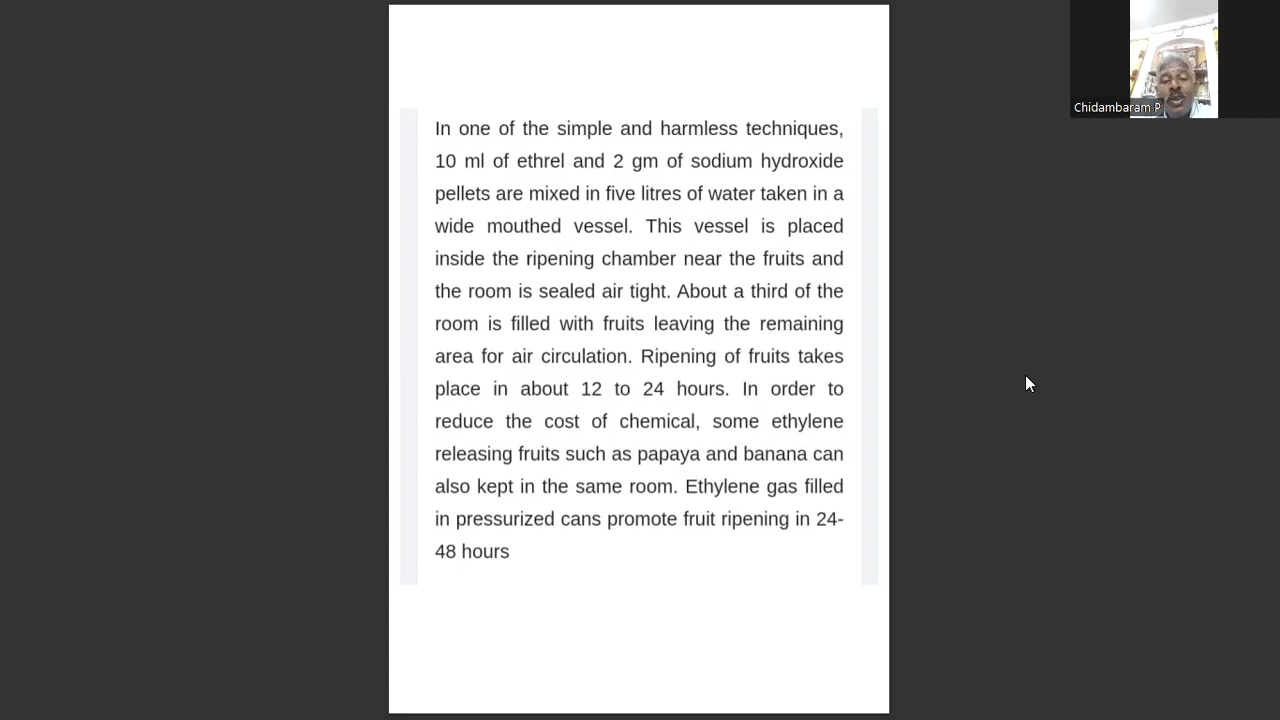 In one of the simple and harmless techniques,
10 ml of ethrel and 2 gm of sodium hydroxide
pellets are mixed in five litres of water taken in a
wide mouthed vessel. This vessel is placed
inside the ripening chamber near the fruits and
the room is sealed air tight. About a third of the
room is filled with fruits leaving the remaining
area for air circulation. Ripening of fruits takes
place in about 12 to 24 hours. In order to
reduce the cost of chemical, some ethylene
releasing fruits such as papaya and banana can
also kept in the same room. Ethylene gas filled
in pressurized cans promote fruit ripening in 24-
48 hours
Chidambaram P